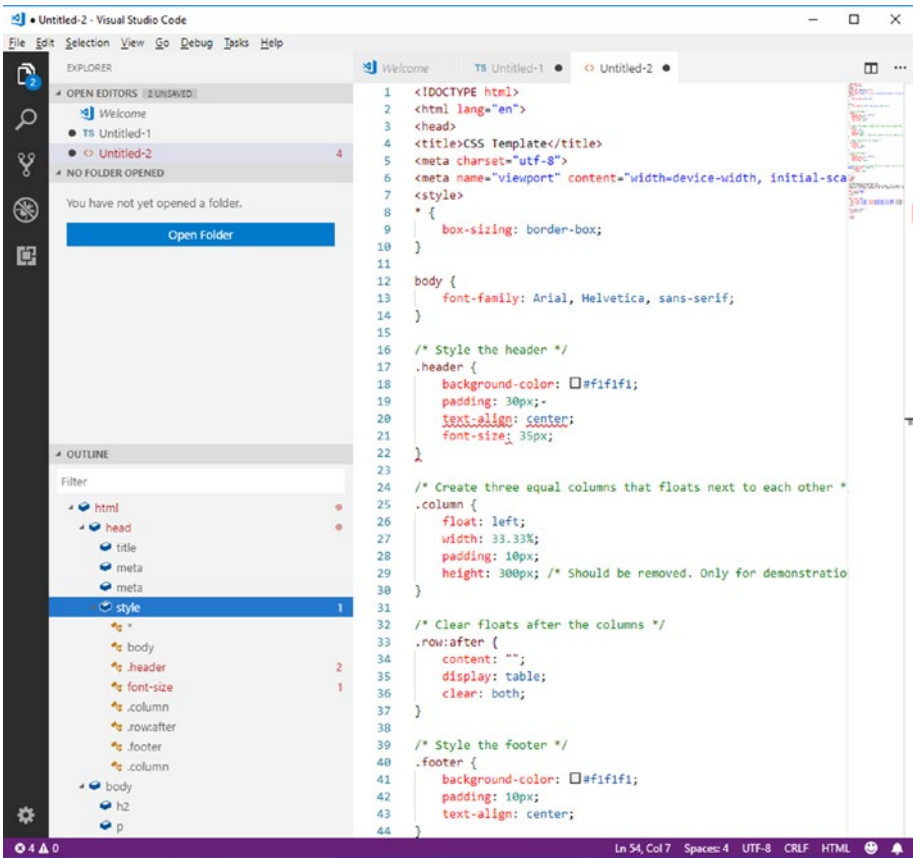 ● Untitled-2 - Visual Studio Code
File Edit Selection View Go Debug Tasks Help
2
EXPLORER
OPEN EDITORS 2 UNSAVED
Welcome
● TS Untitled-1
● <> Untitled-2 4
NO FOLDER OPENED
You have not yet opened a folder.
Open Folder
OUTLINE
Filter
html
head
title
meta
meta
style 1
*
body
.header 2
font-size 1
.column
.row:after
.footer
.column
body
h2
p
Welcome TS Untitled-1 ● <> Untitled-2 ●
1 <!DOCTYPE html>
2 <html lang="en">
3 <head>
4 <title>CSS Template</title>
5 <meta charset="utf-8">
6 <meta name="viewport" content="width=device-width, initial-sca
7 <style>
8 * {
9 box-sizing: border-box;
10 }
11
12 body {
13 font-family: Arial, Helvetica, sans-serif;
14 }
15
16 /* Style the header */
17 .header {
18 background-color: #f1f1f1;
19 padding: 30px;-
20 text-align: center;
21 font-size: 35px;
22 }
23
24 /* Create three equal columns that floats next to each other *
25 .column {
26 float: left;
27 width: 33.33%;
28 padding: 10px;
29 height: 300px; /* Should be removed. Only for demonstratio
30 }
31
32 /* Clear floats after the columns */
33 .row:after {
34 content: "";
35 display: table;
36 clear: both;
37 }
38
39 /* Style the footer */
40 .footer {
41 background-color: #f1f1f1;
42 padding: 10px;
43 text-align: center;
44 }
4 0 Ln 54, Col 7 Spaces: 4 UTF-8 CRLF HTML